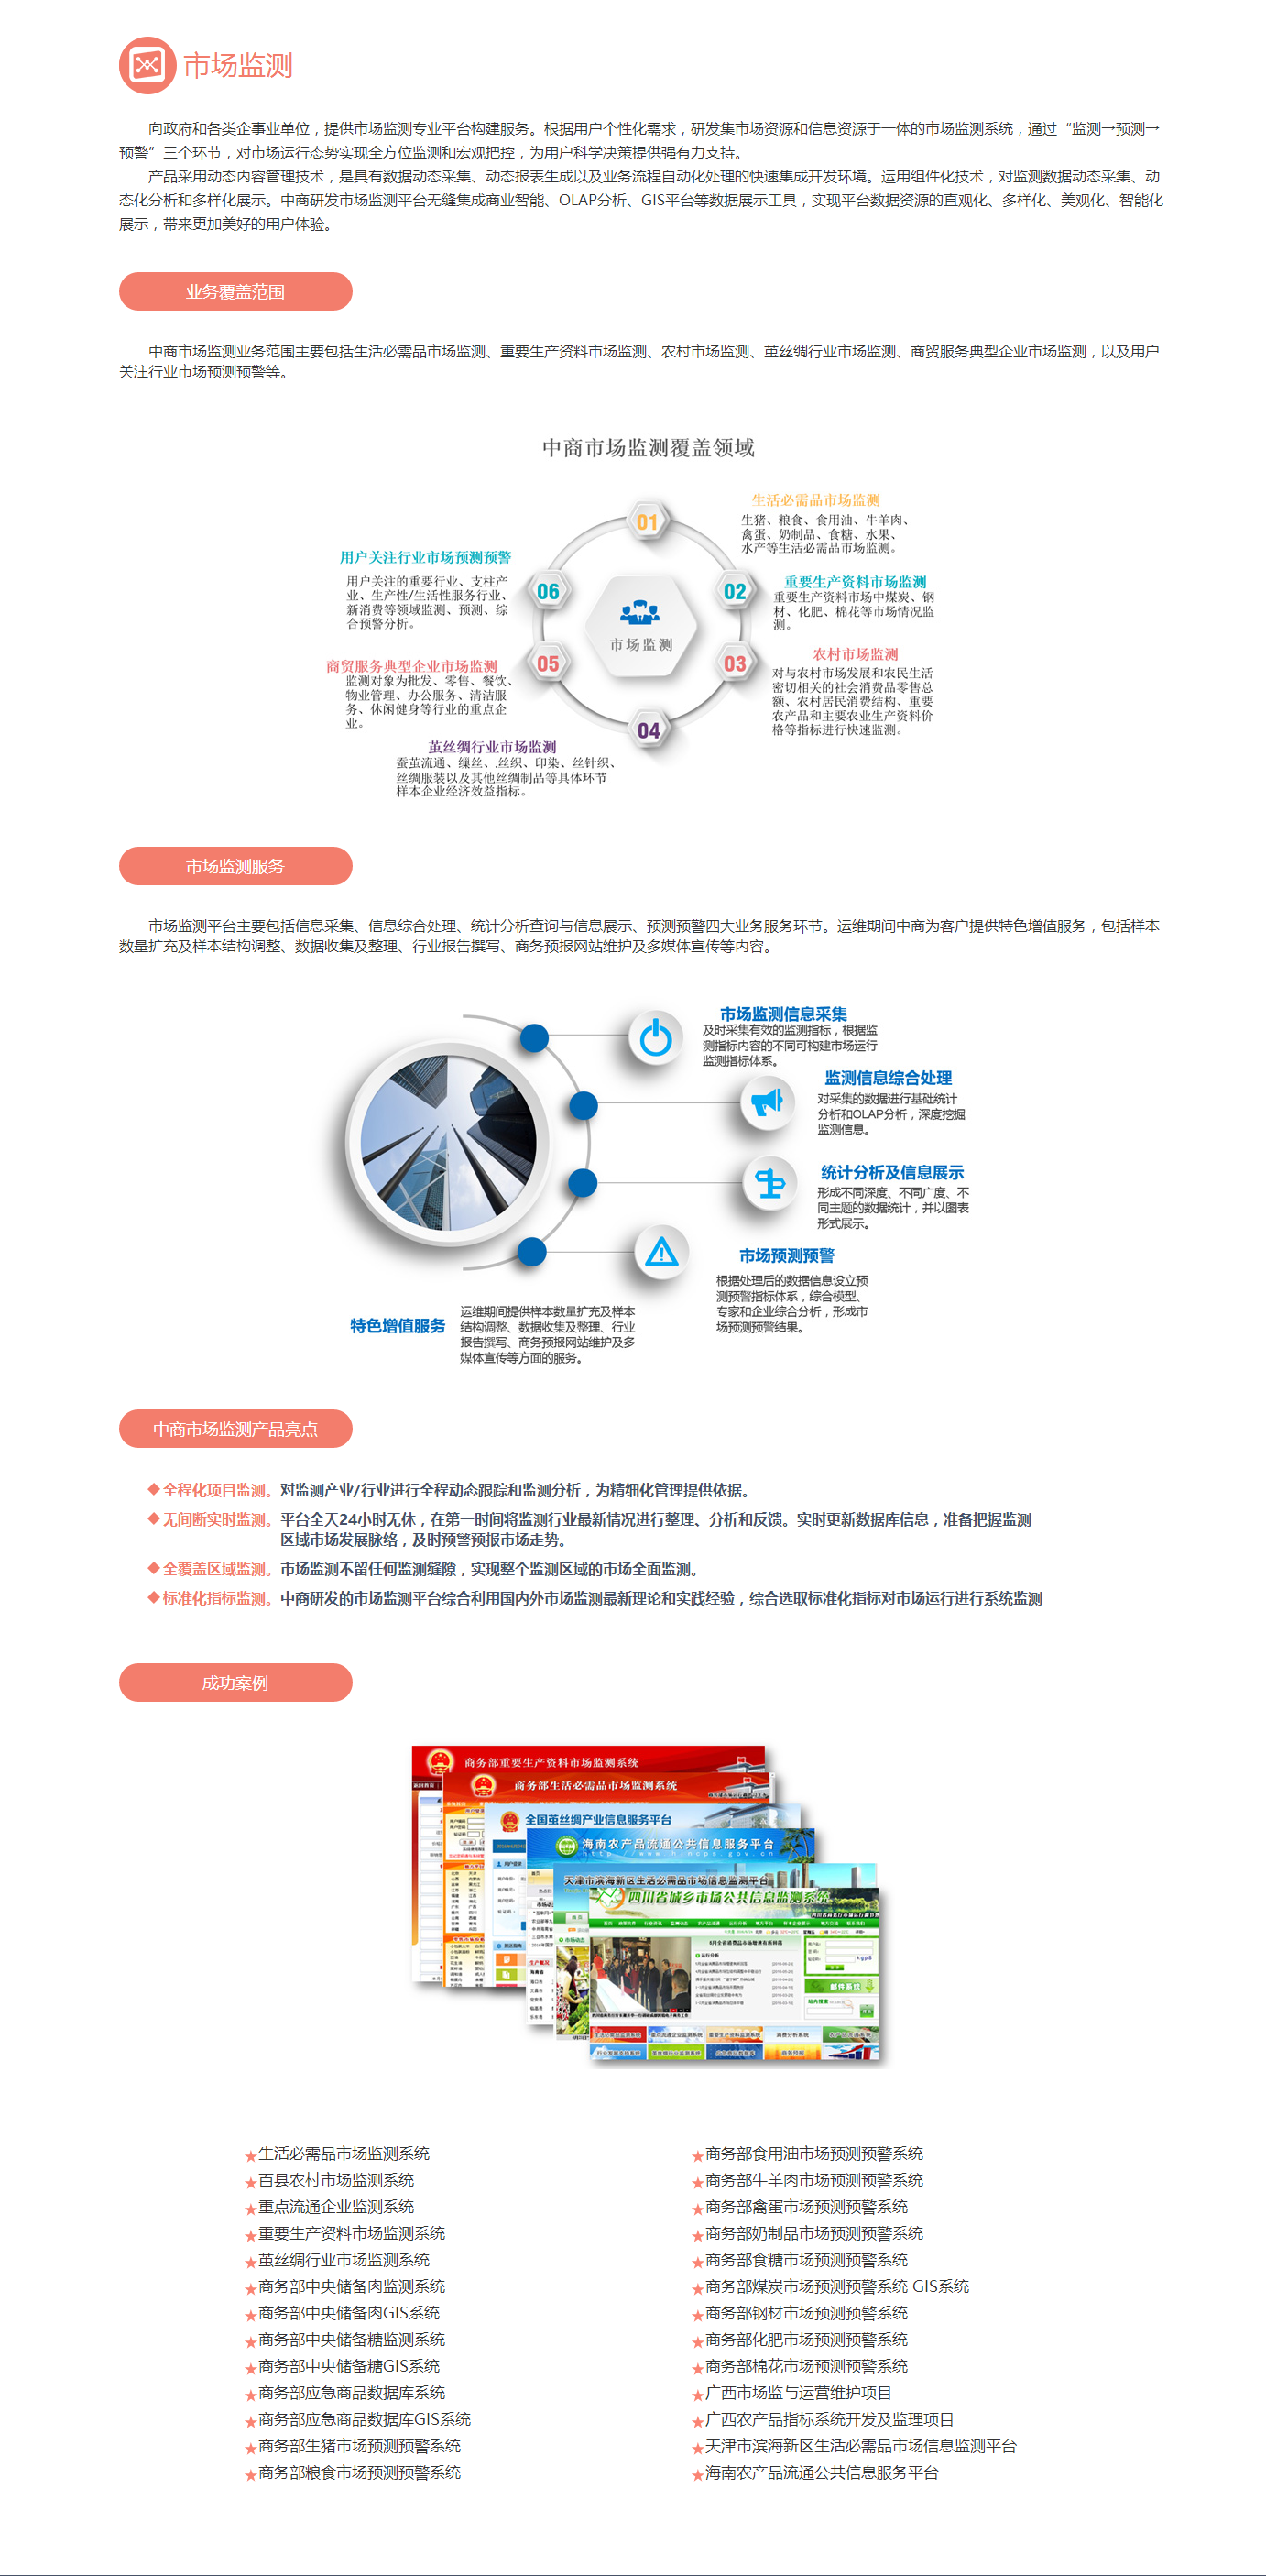 市场监测
向政府和各类企事业单位，提供市场监测专业平台构建服务。根据用户个性化需求，研发集市场资源和信息资源于一体的市场监测系统，通过“监测→预测→
预警”三个环节，对市场运行态势实现全方位监测和宏观把控，为用户科学决策提供强有力支持。
产品采用动态内容管理技术，是具有数据动态采集、动态报表生成以及业务流程自动化处理的快速集成开发环境。运用组件化技术，对监测数据动态采集、动
态化分析和多样化展示。中商研发市场监测平台无缝集成商业智能、OLAP分析、GIS平台等数据展示工具，实现平台数据资源的直观化、多样化、美观化、智能化
展示，带来更加美好的用户体验。
业务覆盖范围
中商市场监测业务范围主要包括生活必需品市场监测、重要生产资料市场监测、农村市场监测、茧丝绸行业市场监测、商贸服务典型企业市场监测，以及用户
关注行业市场预测预警等。
中商市场监测覆盖领域
01
生活必需品市场监测
生猪、粮食、食用油、牛羊肉、
禽蛋、奶制品、食糖、水果、
水产等生活必需品市场监测。
02
重要生产资料市场监测
重要生产资料市场中煤炭、钢
材、化肥、棉花等市场情况监
测。
03
农村市场监测
对与农村市场发展和农民生活
密切相关的社会消费品零售总
额、农村居民消费结构、重要
农产品和主要农业生产资料价
格等指标进行快速监测。
04
茧丝绸行业市场监测
蚕茧流通、缫丝、.丝织、印染、丝针织、
丝绸服装以及其他丝绸制品等具体环节
样本企业经济效益指标。
05
商贸服务典型企业市场监测
监测对象为批发、零售、餐饮、
物业管理、办公服务、清洁服
务、休闲健身等行业的重点企
业。
06
用户关注行业市场预测预警
用户关注的重要行业、支柱产
业、生产性/生活性服务行业、
新消费等领域监测、预测、综
合预警分析。
市场监测
市场监测服务
市场监测平台主要包括信息采集、信息综合处理、统计分析查询与信息展示、预测预警四大业务服务环节。运维期间中商为客户提供特色增值服务，包括样本
数量扩充及样本结构调整、数据收集及整理、行业报告撰写、商务预报网站维护及多媒体宣传等内容。
市场监测信息采集
及时采集有效的监测指标，根据监
测指标内容的不同可构建市场运行
监测指标体系。
监测信息综合处理
对采集的数据进行基础统计
分析和OLAP分析，深度挖掘
监测信息。
统计分析及信息展示
形成不同深度、不同广度、不
同主题的数据统计，并以图表
形式展示。
市场预测预警
根据处理后的数据信息设立预
测预警指标体系，综合模型、
专家和企业综合分析，形成市
场预测预警结果。
特色增值服务
运维期间提供样本数量扩充及样本
结构调整、数据收集及整理、行业
报告撰写、商务预报网站维护及多
媒体宣传等方面的服务。
中商市场监测产品亮点
◆ 全程化项目监测。对监测产业/行业进行全程动态跟踪和监测分析，为精细化管理提供依据。
◆ 无间断实时监测。平台全天24小时无休，在第一时间将监测行业最新情况进行整理、分析和反馈。实时更新数据库信息，准备把握监测
区域市场发展脉络，及时预警预报市场走势。
◆ 全覆盖区域监测。市场监测不留任何监测缝隙，实现整个监测区域的市场全面监测。
◆ 标准化指标监测。中商研发的市场监测平台综合利用国内外市场监测最新理论和实践经验，综合选取标准化指标对市场运行进行系统监测
成功案例
商务部重要生产资料市场监测系统
商务部生活必需品市场监测系统
全国茧丝绸产业信息服务平台
海南农产品流通公共信息服务平台
天津市滨海新区生活必需品市场信息监测平台
四川省城乡市场公共信息监测系统
★生活必需品市场监测系统
★百县农村市场监测系统
★重点流通企业监测系统
★重要生产资料市场监测系统
★茧丝绸行业市场监测系统
★商务部中央储备肉监测系统
★商务部中央储备肉GIS系统
★商务部中央储备糖监测系统
★商务部中央储备糖GIS系统
★商务部应急商品数据库系统
★商务部应急商品数据库GIS系统
★商务部生猪市场预测预警系统
★商务部粮食市场预测预警系统
★商务部食用油市场预测预警系统
★商务部牛羊肉市场预测预警系统
★商务部禽蛋市场预测预警系统
★商务部奶制品市场预测预警系统
★商务部食糖市场预测预警系统
★商务部煤炭市场预测预警系统 GIS系统
★商务部钢材市场预测预警系统
★商务部化肥市场预测预警系统
★商务部棉花市场预测预警系统
★广西市场监与运营维护项目
★广西农产品指标系统开发及监理项目
★天津市滨海新区生活必需品市场信息监测平台
★海南农产品流通公共信息服务平台